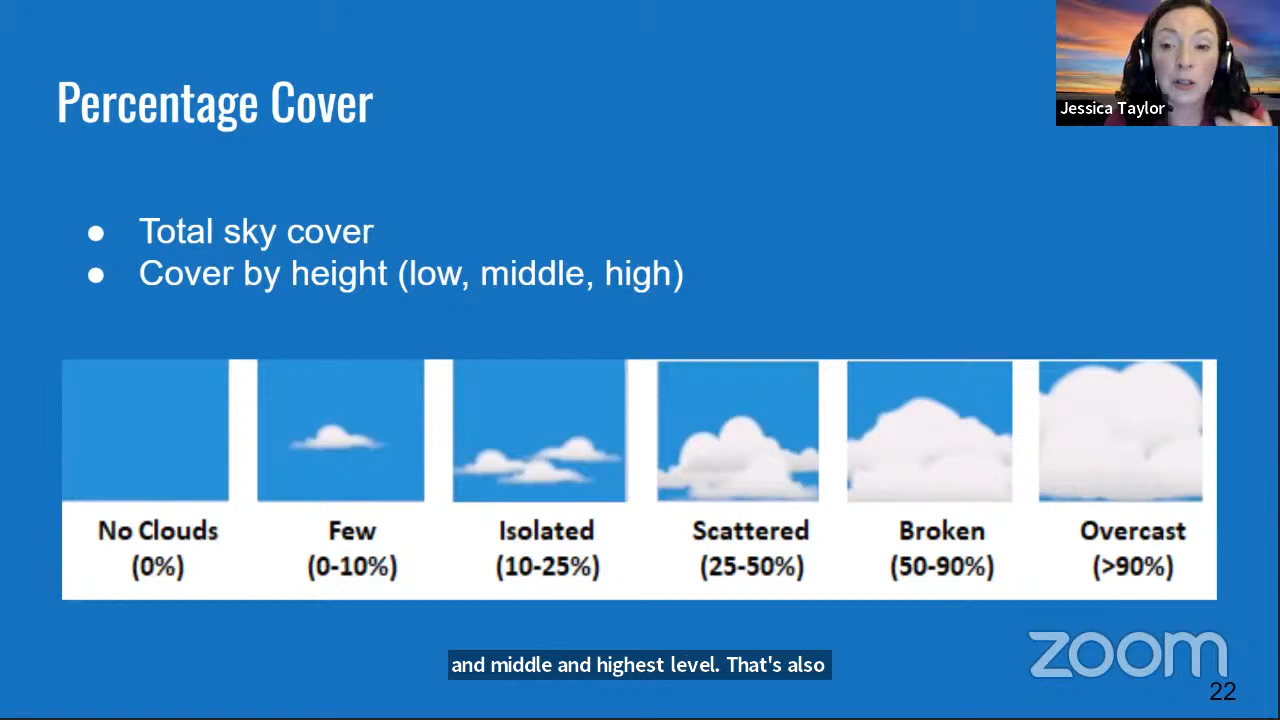 Jessica Taylor
Percentage Cover
● Total sky cover
● Cover by height (low, middle, high)
No Clouds
(0%)
Few
(0-10%)
Isolated
(10-25%)
Scattered
(25-50%)
Broken
(50-90%)
Overcast
(>90%)
and middle and highest level. That's also
zoom
22